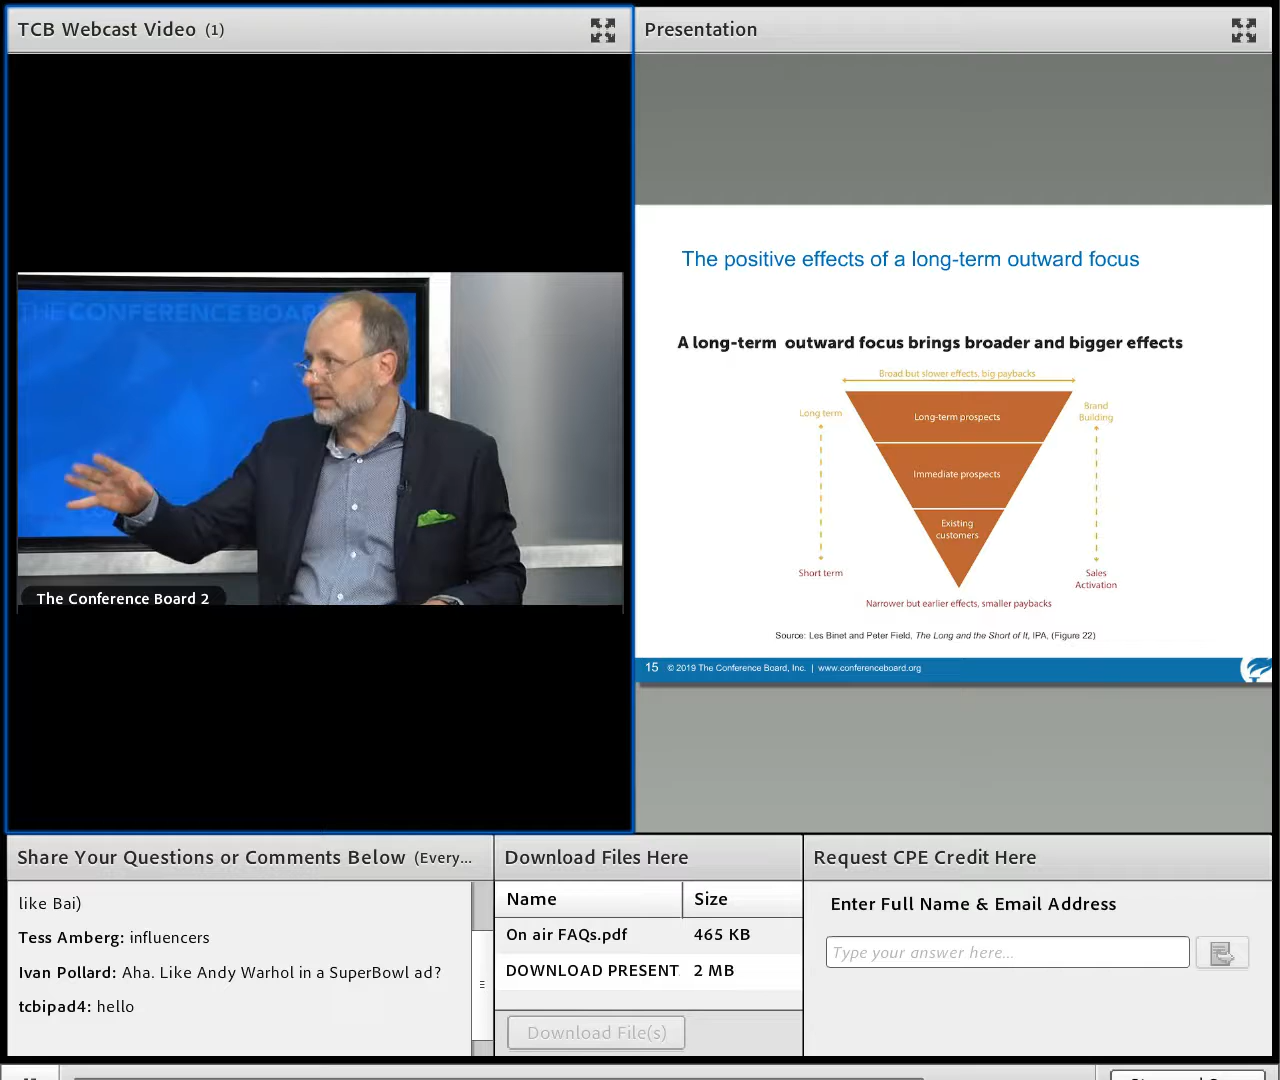 TCB Webcast Video (1)
Presentation
THE CONFERENCE BOAR
The Conference Board 2
The positive effects of a long-term outward focus
A long-term outward focus brings broader and bigger effects
Broad but slower effects, big paybacks
Long term
Brand
Building
Long-term prospects
Immediate prospects
Existing
customers
Short term
Sales
Activation
Narrower but earlier effects, smaller paybacks
Source: Les Binet and Peter Field, The Long and the Short of It, IPA, (Figure 22)
15 © 2019 The Conference Board, Inc. | www.conferenceboard.org
Share Your Questions or Comments Below (Every...
like Bai)
Tess Amberg: influencers
Ivan Pollard: Aha. Like Andy Warhol in a SuperBowl ad?
tcbipad4: hello
Download Files Here
Name Size
On air FAQs.pdf 465 KB
DOWNLOAD PRESENT 2 MB
Download File(s)
Request CPE Credit Here
Enter Full Name & Email Address
Type your answer here...